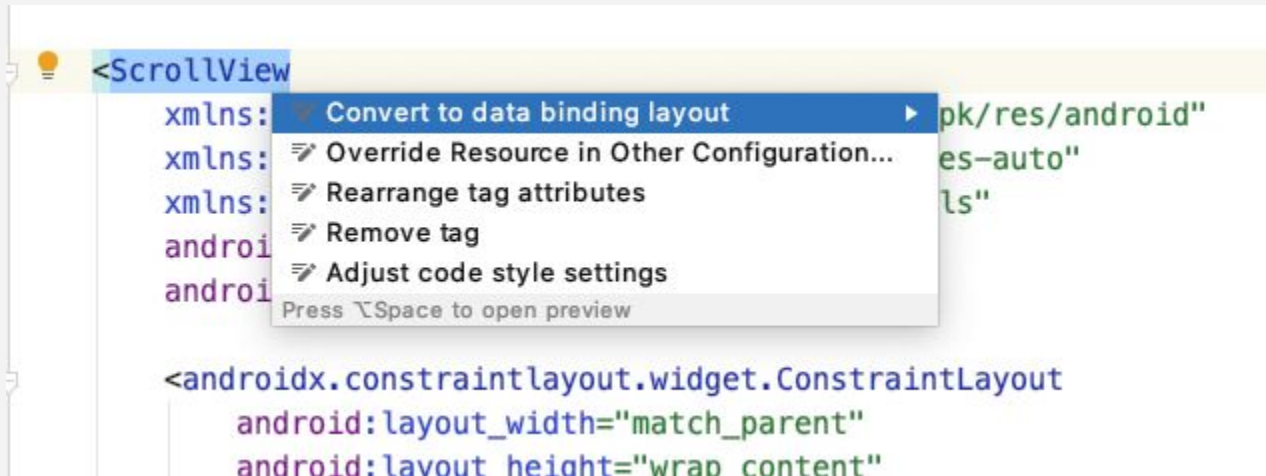 <ScrollView
xmlns:
Convert to data binding layout
pk/res/android"
xmlns:
Override Resource in Other Configuration...
es-auto"
xmlns:
Rearrange tag attributes
ls"
androi
Remove tag
androi
Adjust code style settings
Press ⌥Space to open preview
<androidx.constraintlayout.widget.ConstraintLayout
android:layout_width="match_parent"
android:layout_height="wrap_content"